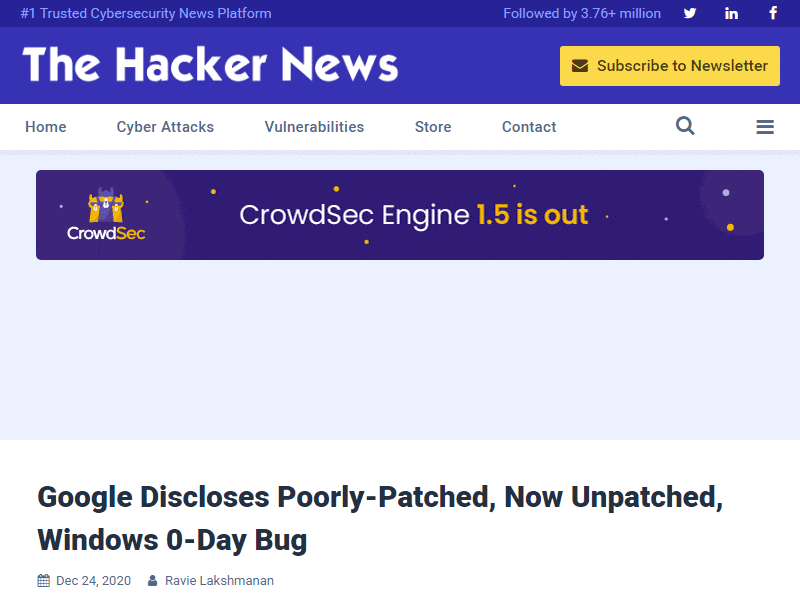 #1 Trusted Cybersecurity News Platform
Followed by 3.76+ million
The Hacker News
Subscribe to Newsletter
Home
Cyber Attacks
Vulnerabilities
Store
Contact
CrowdSec
CrowdSec Engine 1.5 is out
Google Discloses Poorly-Patched, Now Unpatched,
Windows 0-Day Bug
Dec 24, 2020
Ravie Lakshmanan